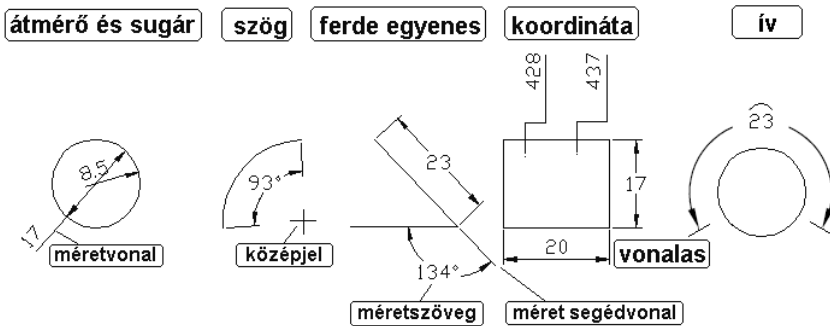 átmérő és sugár
szög
ferde egyenes
koordináta
ív
428
437
23
8.5
93°
23
17
17
20
134°
méretvonal
középjel
vonalas
méretszöveg
méret segédvonal